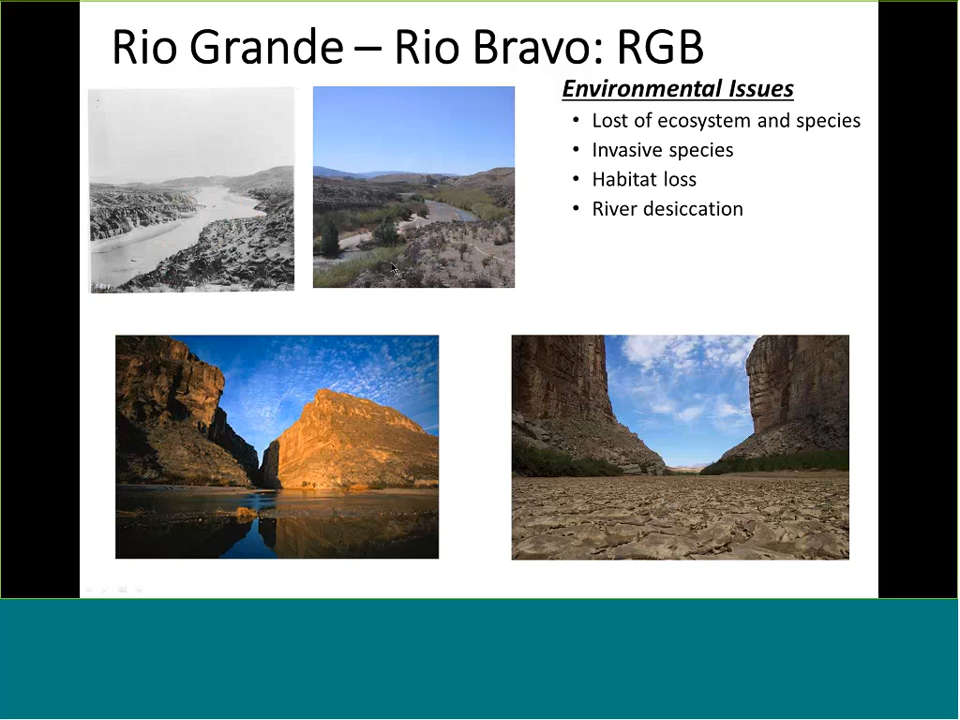 Rio Grande – Rio Bravo: RGB
Environmental Issues
• Lost of ecosystem and species
• Invasive species
• Habitat loss
• River desiccation